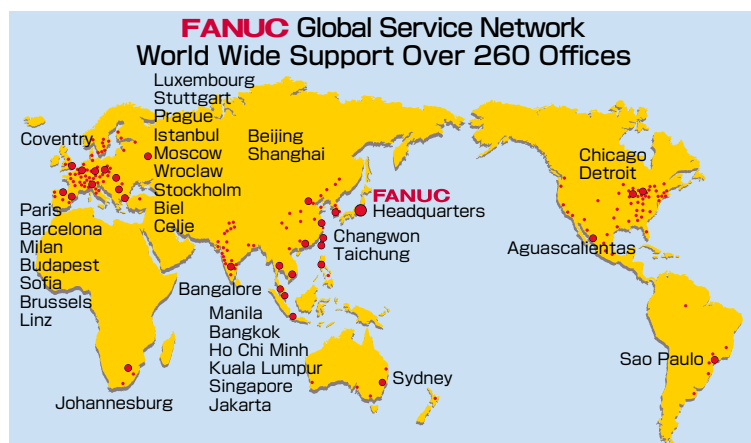 FANUC Global Service Network
World Wide Support Over 260 Offices
Luxembourg
Stuttgart
Prague
Istanbul
Moscow
Wroclaw
Stockholm
Biel
Celje
Coventry
Paris
Barcelona
Milan
Budapest
Sofia
Brussels
Linz
Beijing
Shanghai
FANUC
Headquarters
Changwon
Taichung
Bangalore
Manila
Bangkok
Ho Chi Minh
Kuala Lumpur
Singapore
Jakarta
Johannesburg
Sydney
Chicago
Detroit
Aguascalientas
Sao Paulo